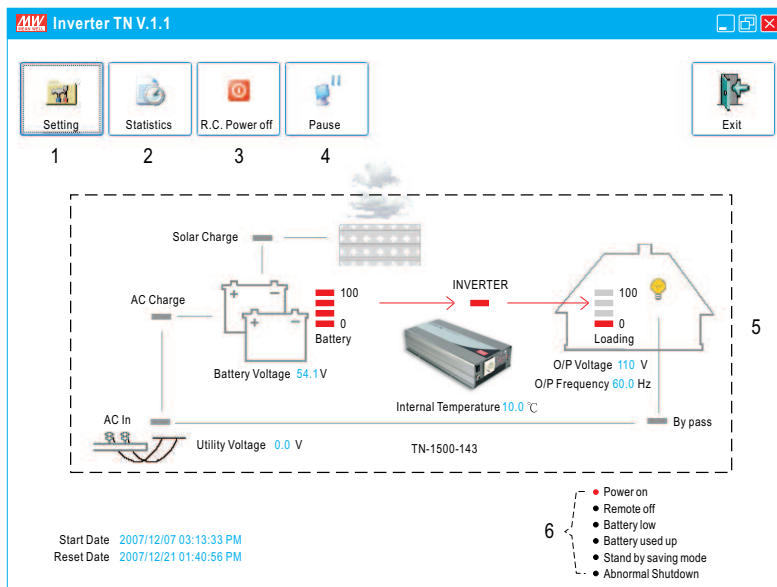 MW MEAN WELL Inverter TN V.1.1
Setting Statistics R.C. Power off Pause Exit
1 2 3 4
Solar Charge
AC Charge
100
0
Battery
INVERTER
100
0
Loading
5
Battery Voltage 54.1V
O/P Voltage 110 V
O/P Frequency 60.0 Hz
Internal Temperature 10.0 ℃
AC In
By pass
Utility Voltage 0.0 V
TN-1500-143
6
Power on
Remote off
Battery low
Battery used up
Stand by saving mode
Abnormal Shutdown
Start Date 2007/12/07 03:13:33 PM
Reset Date 2007/12/21 01:40:56 PM